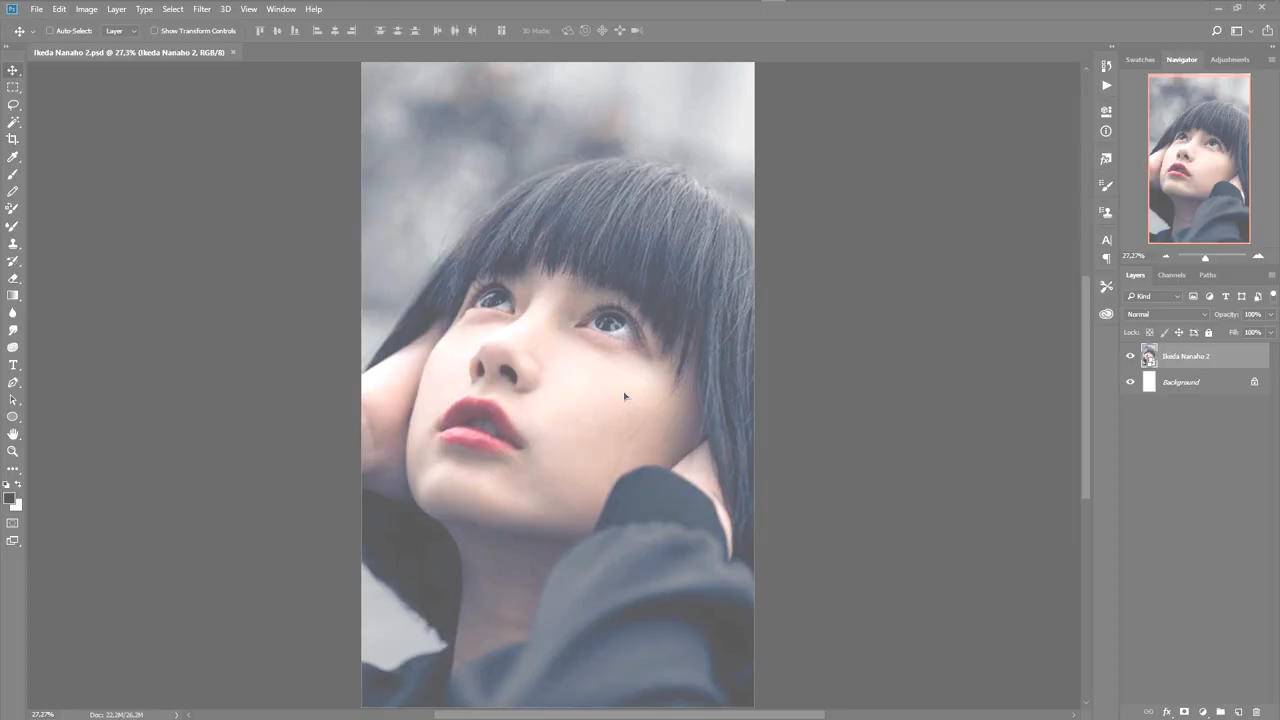 Ps File Edit Image Layer Type Select Filter 3D View Window Help
Auto-Select: Layer Show Transform Controls 3D Mode:
Ikeda Nanaho 2.psd @ 27,3% (Ikeda Nanaho 2, RGB/8) ×
Swatches Navigator Adjustments
27,27%
Layers Channels Paths
Kind
Normal Opacity: 100%
Lock: Fill: 100%
Ikeda Nanaho 2
Background
27,27% Doc: 22,2M/26,2M